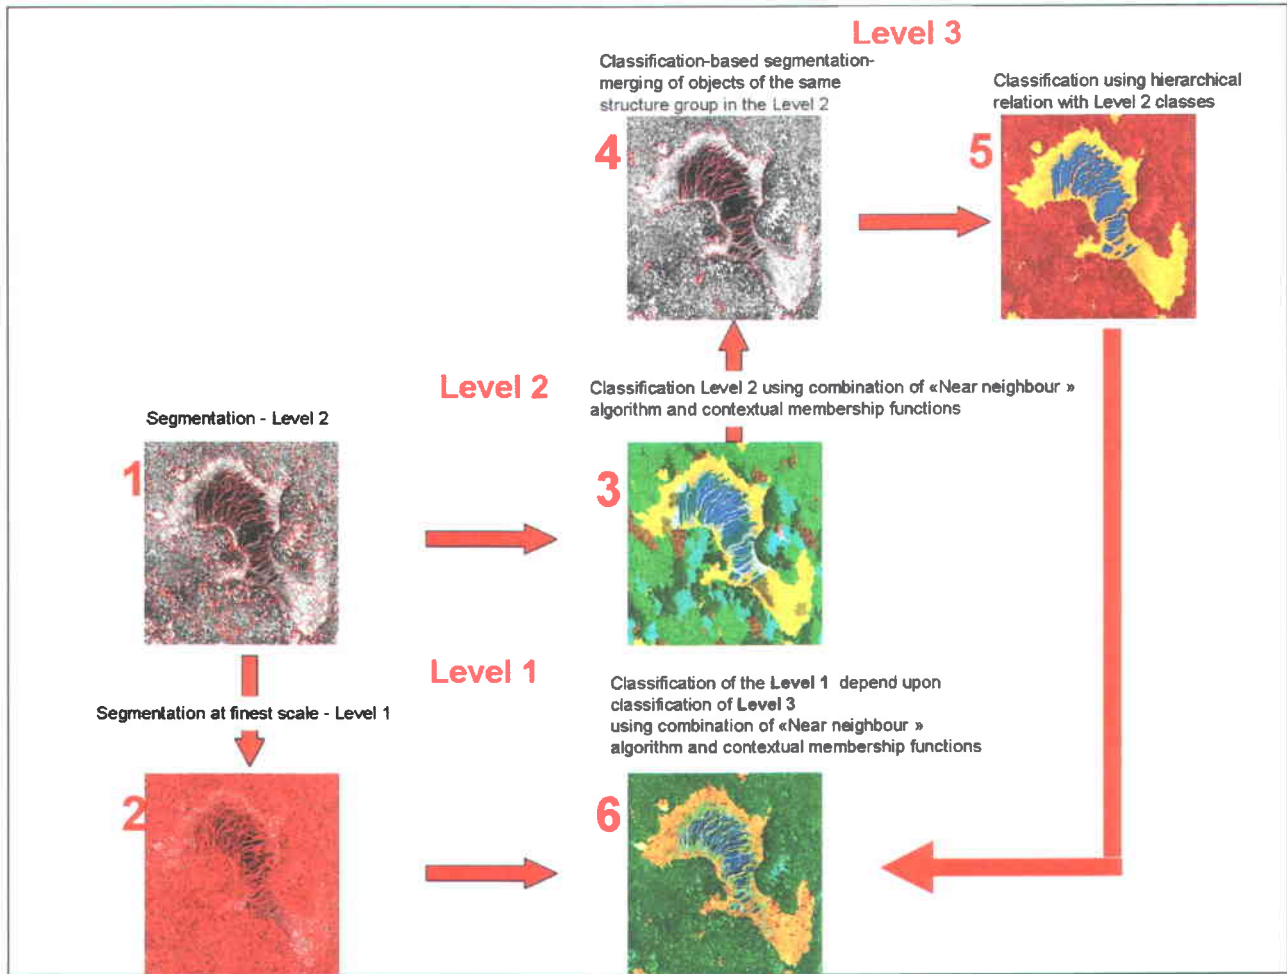 Level 3
Classification-based segmentation-
merging of objects of the same
structure group in the Level 2
Classification using hierarchical
relation with Level 2 classes
4
5
Level 2
Classification Level 2 using combination of «Near neighbour »
algorithm and contextual membership functions
Segmentation - Level 2
1
3
Level 1
Segmentation at finest scale - Level 1
Classification of the Level 1 depend upon
classification of Level 3
using combination of «Near neighbour »
algorithm and contextual membership functions
2
6